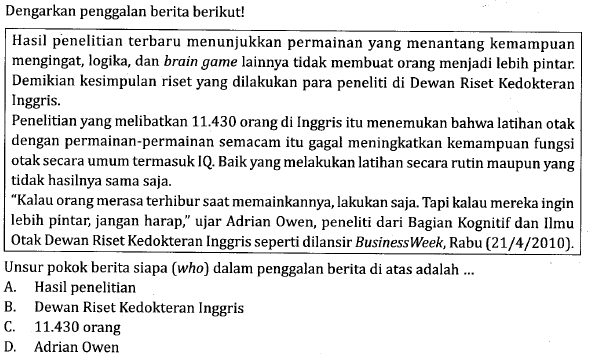 Dengarkan penggalan berita berikut!
Hasil penelitian terbaru menunjukkan permainan yang menantang kemampuan
mengingat, logika, dan brain game lainnya tidak membuat orang menjadi lebih pintar.
Demikian kesimpulan riset yang dilakukan para peneliti di Dewan Riset Kedokteran
Inggris.
Penelitian yang melibatkan 11.430 orang di Inggris itu menemukan bahwa latihan otak
dengan permainan-permainan semacam itu gagal meningkatkan kemampuan fungsi
otak secara umum termasuk IQ. Baik yang melakukan latihan secara rutin maupun yang
tidak hasilnya sama saja.
“Kalau orang merasa terhibur saat memainkannya, lakukan saja. Tapi kalau mereka ingin
lebih pintar, jangan harap,” ujar Adrian Owen, peneliti dari Bagian Kognitif dan Ilmu
Otak Dewan Riset Kedokteran Inggris seperti dilansir BusinessWeek, Rabu (21/4/2010).
Unsur pokok berita siapa (who) dalam penggalan berita di atas adalah ...
A. Hasil penelitian
B. Dewan Riset Kedokteran Inggris
C. 11.430 orang
D. Adrian Owen